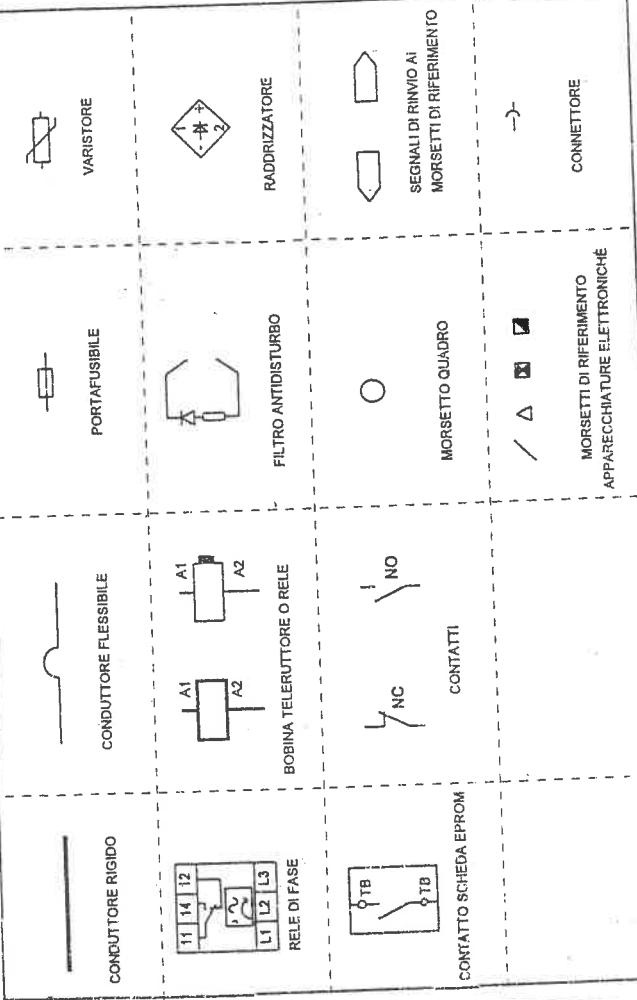 CONDUTTORE RIGIDO
CONDUTTORE FLESSIBILE
PORTAFUSIBILE
VARISTORE
11 14 12
L1 L2 L3
RELE DI FASE
A1
A2
A1
A2
BOBINA TELERUTTORE O RELE
FILTRO ANTIDISTURBO
1
- +
2
RADDRIZZATORE
TB
TB
CONTATTO SCHEDA EPROM
NC
NO
CONTATTI
MORSETTO QUADRO
SEGNALI DI RINVIO AI
MORSETTI DI RIFERIMENTO
MORSETTI DI RIFERIMENTO
APPARECCHIATURE ELETTRONICHE
CONNETTORE